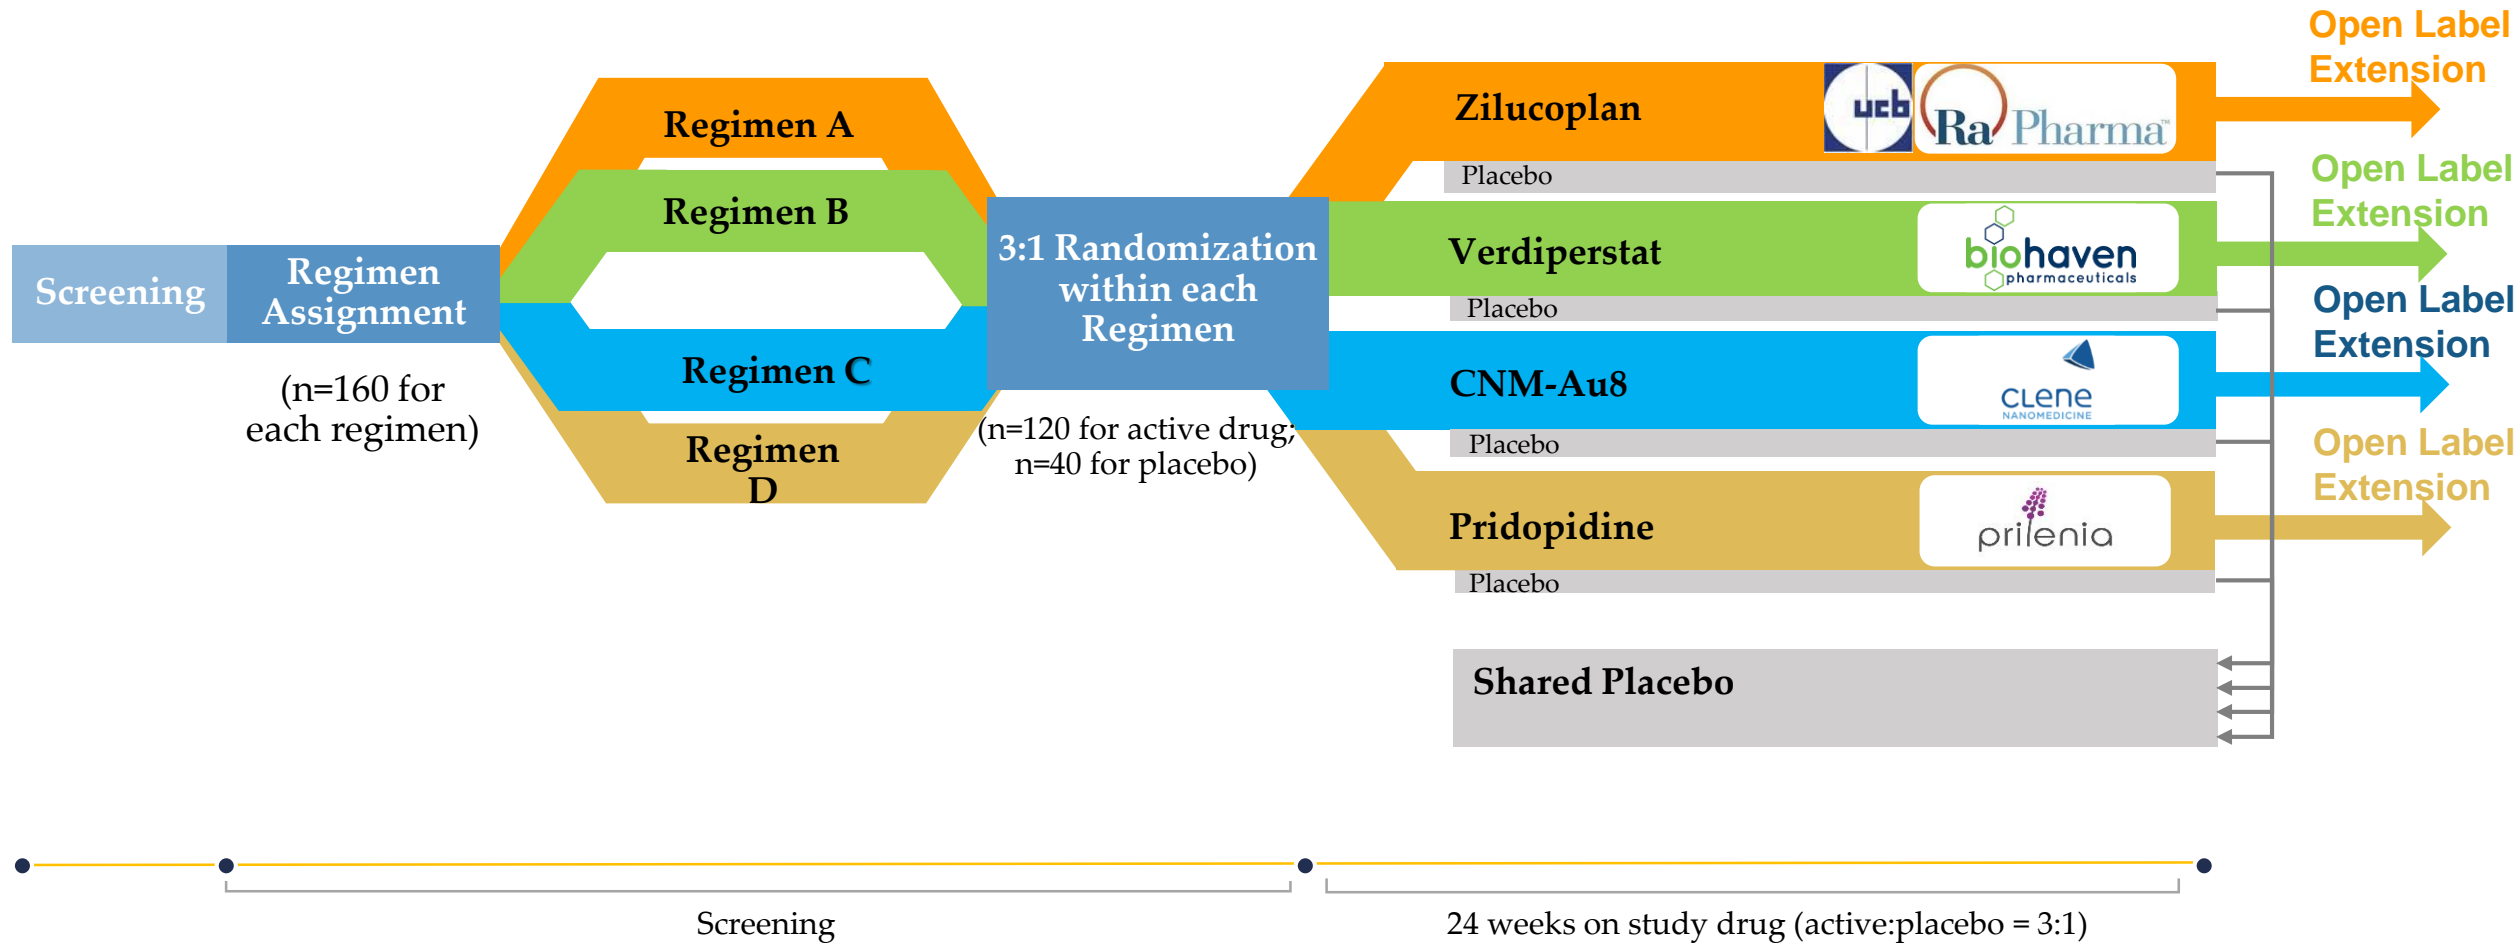 Screening
Regimen
Assignment
(n=160 for
each regimen)
Regimen A
Regimen B
Regimen C
Regimen
D
3:1 Randomization
within each
Regimen
(n=120 for active drug;
n=40 for placebo)
Zilucoplan
ucb
Ra Pharma™
Placebo
Open Label
Extension
Verdiperstat
biohaven
pharmaceuticals
Placebo
Open Label
Extension
CNM-Au8
CLENE
NANOMEDICINE
Placebo
Open Label
Extension
Pridopidine
prilenia
Placebo
Open Label
Extension
Shared Placebo
Screening
24 weeks on study drug (active:placebo = 3:1)